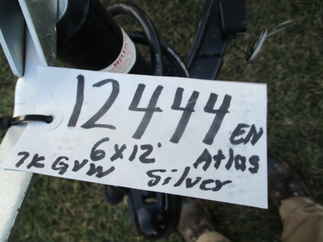 12444 EN
6x12' Atlas
7K GVW Silver